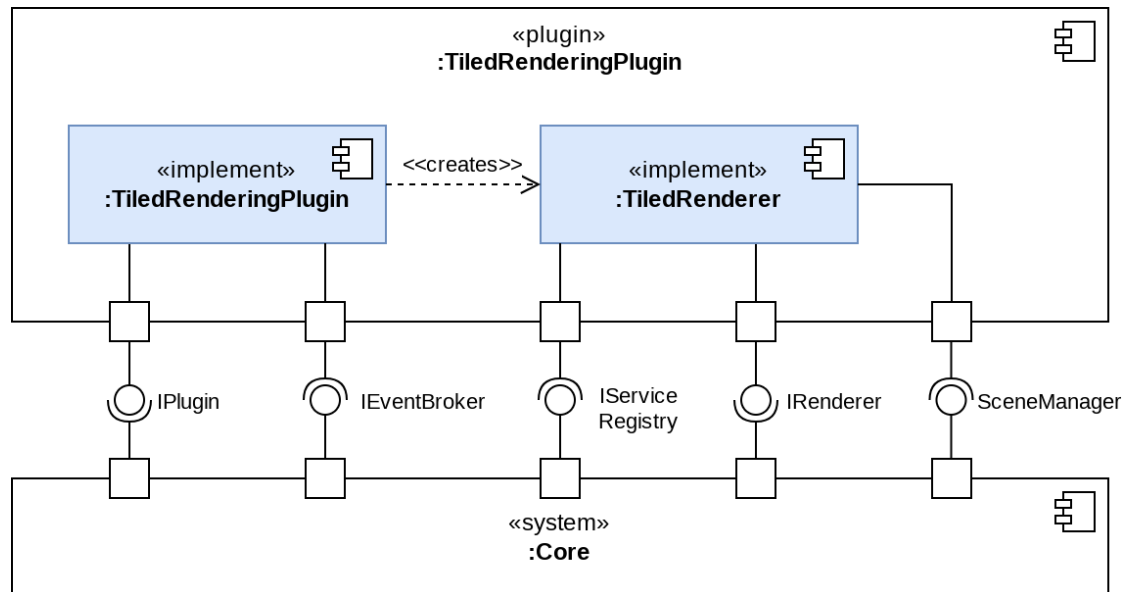 «plugin»
:TiledRenderingPlugin
«implement»
:TiledRenderingPlugin
<<creates>>
«implement»
:TiledRenderer
IPlugin
IEventBroker
IService
Registry
IRenderer
SceneManager
«system»
:Core